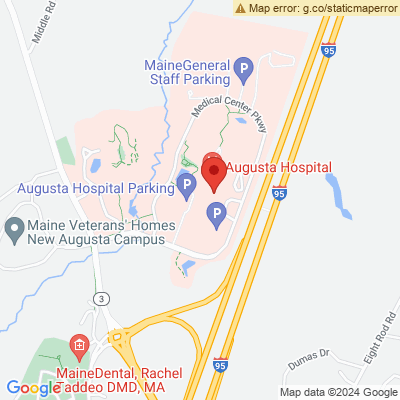 Map error: g.co/staticmaperror
Middle Rd
95
MaineGeneral
Staff Parking
P
Medical Center Pkwy
Augusta Hospital
Augusta Hospital Parking
P
95
P
Maine Veterans' Homes
New Augusta Campus
3
Eight Rod Rd
Dumas Dr
95
MaineDental, Rachel
Taddeo DMD, MA
Google
Map data ©2024 Google